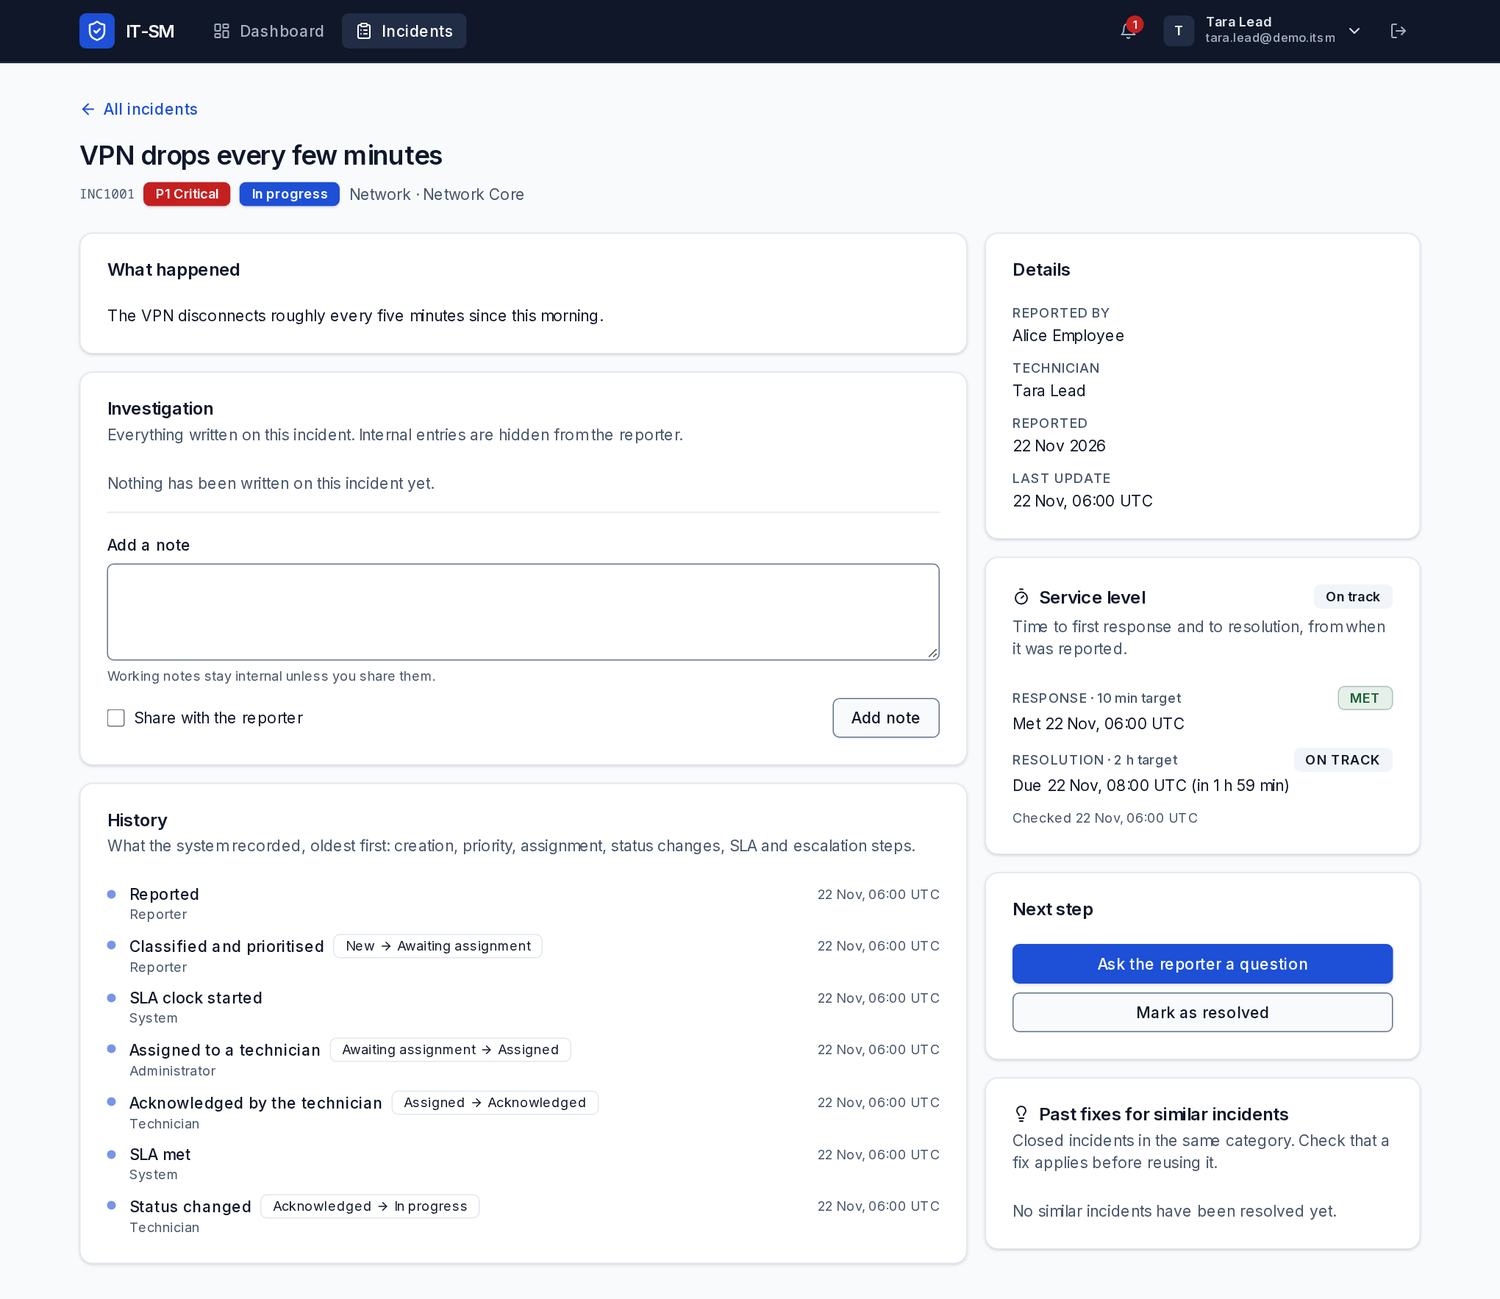 IT-SM
Dashboard
Incidents
1
T
Tara Lead
tara.lead@demo.itsm
← All incidents
VPN drops every few minutes
INC1001
P1 Critical
In progress
Network · Network Core
What happened
The VPN disconnects roughly every five minutes since this morning.
Investigation
Everything written on this incident. Internal entries are hidden from the reporter.
Nothing has been written on this incident yet.
Add a note
Working notes stay internal unless you share them.
Share with the reporter
Add note
History
What the system recorded, oldest first: creation, priority, assignment, status changes, SLA and escalation steps.
Reported
22 Nov, 06:00 UTC
Reporter
Classified and prioritised
New → Awaiting assignment
22 Nov, 06:00 UTC
Reporter
SLA clock started
22 Nov, 06:00 UTC
System
Assigned to a technician
Awaiting assignment → Assigned
22 Nov, 06:00 UTC
Administrator
Acknowledged by the technician
Assigned → Acknowledged
22 Nov, 06:00 UTC
Technician
SLA met
22 Nov, 06:00 UTC
System
Status changed
Acknowledged → In progress
22 Nov, 06:00 UTC
Technician
Details
REPORTED BY
Alice Employee
TECHNICIAN
Tara Lead
REPORTED
22 Nov 2026
LAST UPDATE
22 Nov, 06:00 UTC
Service level
On track
Time to first response and to resolution, from when
it was reported.
RESPONSE · 10 min target
MET
Met 22 Nov, 06:00 UTC
RESOLUTION · 2 h target
ON TRACK
Due 22 Nov, 08:00 UTC (in 1 h 59 min)
Checked 22 Nov, 06:00 UTC
Next step
Ask the reporter a question
Mark as resolved
Past fixes for similar incidents
Closed incidents in the same category. Check that a
fix applies before reusing it.
No similar incidents have been resolved yet.